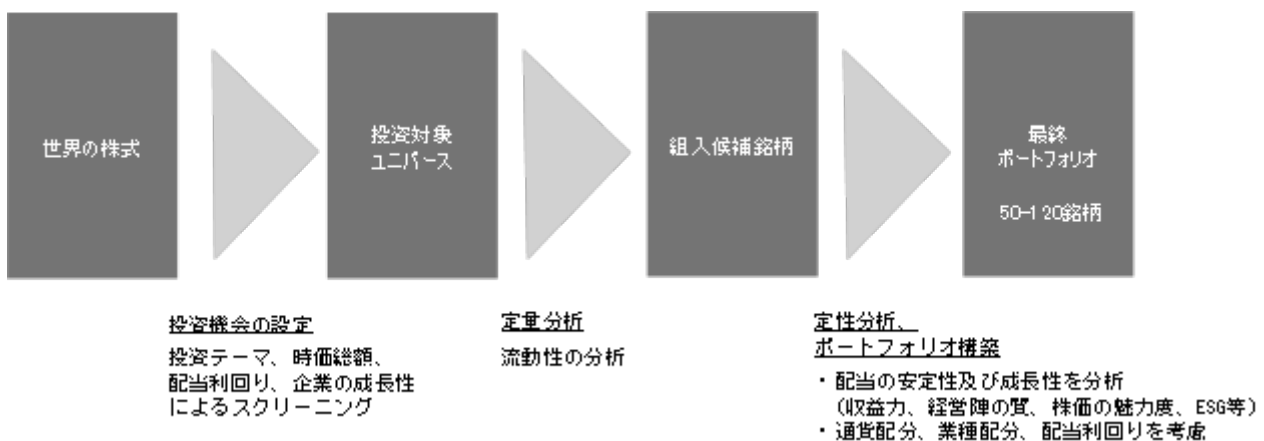 世界の株式
投資対象
ユニバース
組入候補銘柄
最終
ポートフォリオ
50-120銘柄
投資機会の設定
投資テーマ、時価総額、
配当利回り、企業の成長性
によるスクリーニング
定量分析
流動性の分析
定性分析、
ポートフォリオ構築
・配当の安定性及び成長性を分析
（収益力、経営陣の質、株価の魅力度、ESG等）
・通貨配分、業種配分、配当利回りを考慮